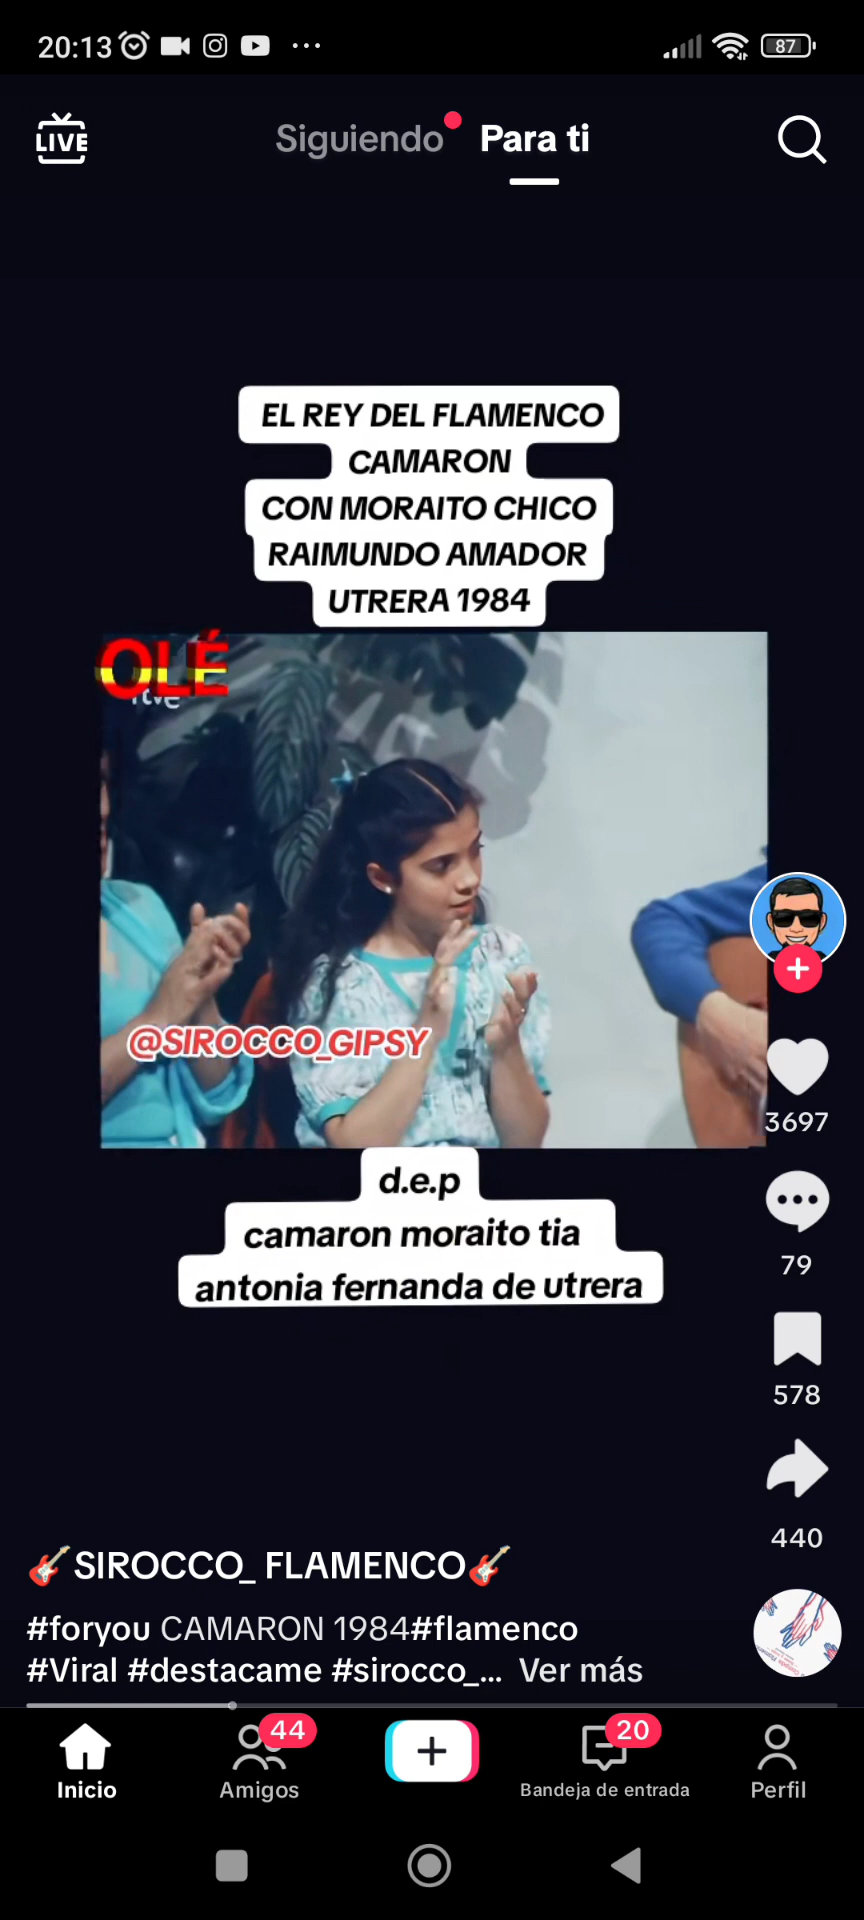 20:13
87
LIVE
Siguiendo
Para ti
EL REY DEL FLAMENCO
CAMARON
CON MORAITO CHICO
RAIMUNDO AMADOR
UTRERA 1984
OLÉ
rtve
@SIROCCO_GIPSY
3697
d.e.p
camaron moraito tia
antonia fernanda de utrera
79
578
440
🎸SIROCCO_ FLAMENCO🎸
#foryou CAMARON 1984#flamenco
#Viral #destacame #sirocco_... Ver más
44
20
Inicio
Amigos
Bandeja de entrada
Perfil